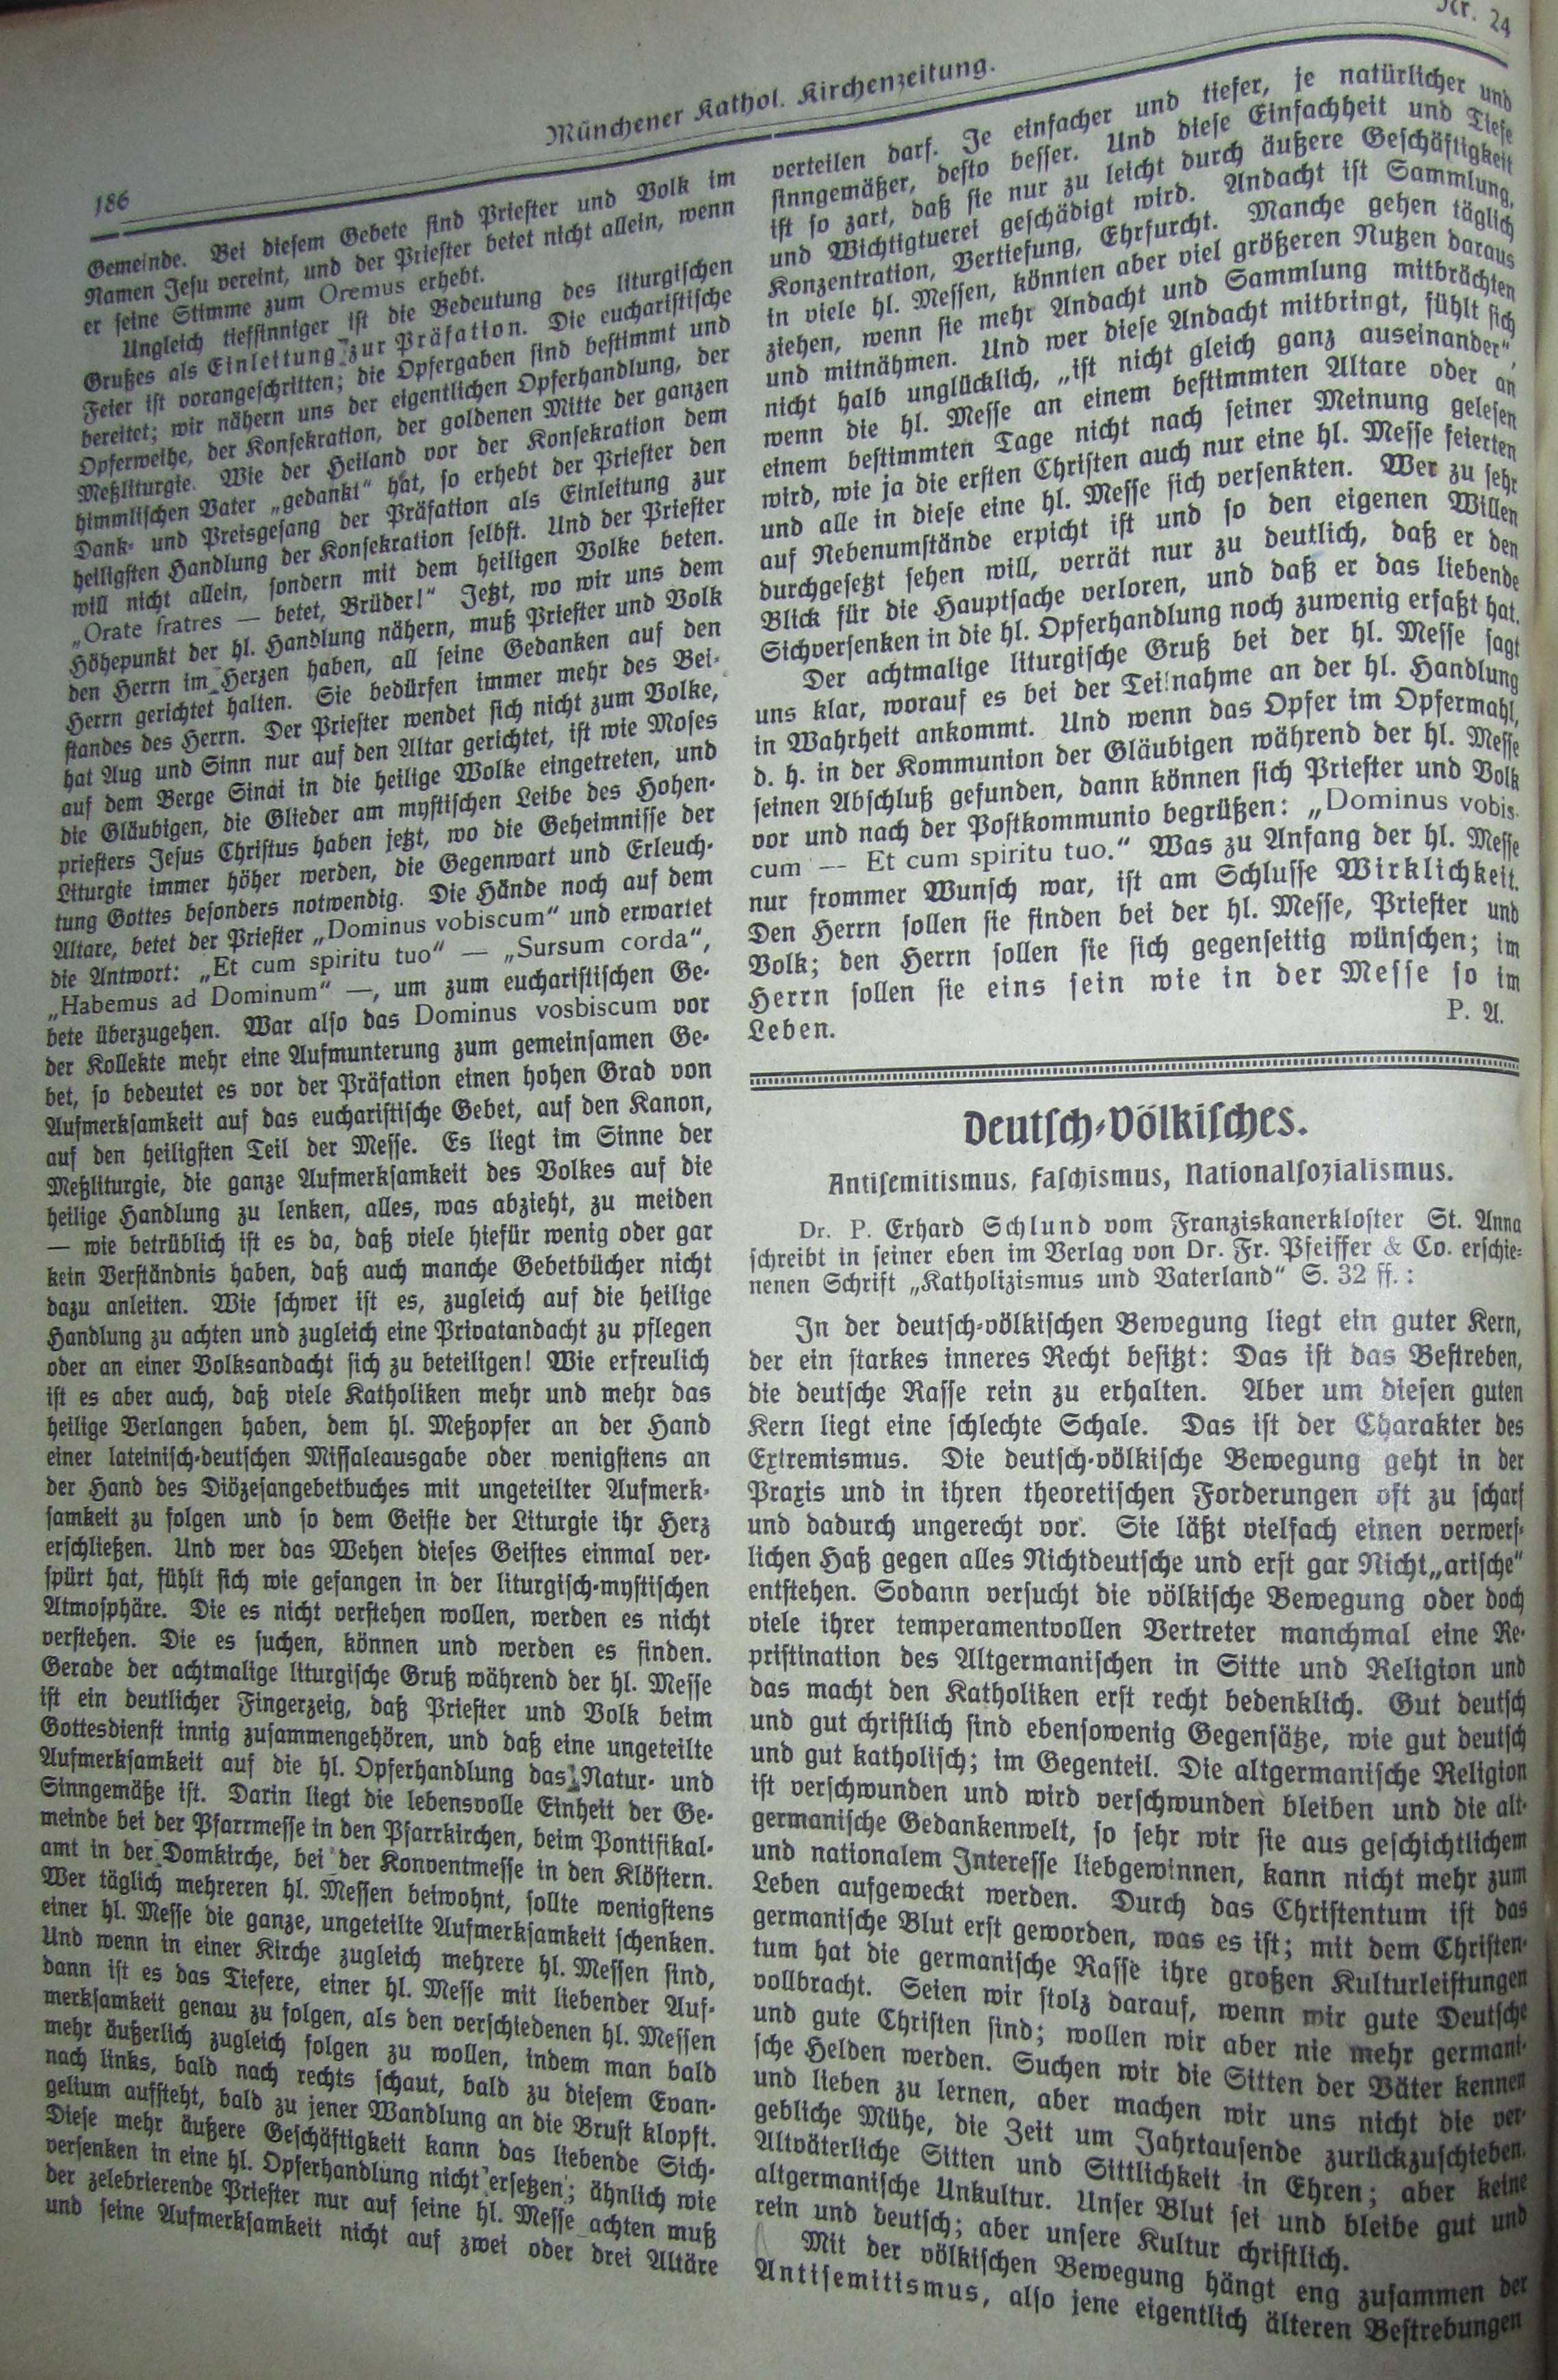 186
Münchener Kathol. Kirchenzeitung.
Nr. 24
Gemeinde. Bei diesem Gebete sind Priester und Volk im
Namen Jesu vereint, und der Priester betet nicht allein, wenn
er seine Stimme zum Oremus erhebt.
Ungleich tiefsinniger ist die Bedeutung des liturgischen
Grußes als Einleitung zur Präfation. Die eucharistische
Feier ist vorangeschritten; die Opfergaben sind bestimmt und
bereitet; wir nähern uns der eigentlichen Opferhandlung, der
Opferweihe, der Konsekration, der goldenen Mitte der ganzen
Meßliturgie. Wie der Heiland vor der Konsekration dem
himmlischen Vater „gedankt“ hat, so erhebt der Priester den
Dank- und Preisgesang der Präfation als Einleitung zur
heiligsten Handlung der Konsekration selbst. Und der Priester
will nicht allein, sondern mit dem heiligen Volke beten.
„Orate fratres — betet, Brüder!“ Jetzt, wo wir uns dem
Höhepunkt der hl. Handlung nähern, muß Priester und Volk
den Herrn im Herzen haben, all seine Gedanken auf den
Herrn gerichtet halten. Sie bedürfen immer mehr des Bei-
standes des Herrn. Der Priester wendet sich nicht zum Volke,
hat Aug und Sinn nur auf den Altar gerichtet, ist wie Moses
auf dem Berge Sinai in die heilige Wolke eingetreten, und
die Gläubigen, die Glieder am mystischen Leibe des Hohen-
priesters Jesus Christus haben jetzt, wo die Geheimnisse der
Liturgie immer höher werden, die Gegenwart und Erleuch-
tung Gottes besonders notwendig. Die Hände noch auf dem
Altare, betet der Priester „Dominus vobiscum“ und erwartet
die Antwort: „Et cum spiritu tuo“ — „Sursum corda“,
„Habemus ad Dominum“ —, um zum eucharistischen Ge-
bete überzugehen. War also das Dominus vosbiscum vor
der Kollekte mehr eine Aufmunterung zum gemeinsamen Ge-
bet, so bedeutet es vor der Präfation einen hohen Grad von
Aufmerksamkeit auf das eucharistische Gebet, auf den Kanon,
auf den heiligsten Teil der Messe. Es liegt im Sinne der
Meßliturgie, die ganze Aufmerksamkeit des Volkes auf die
heilige Handlung zu lenken, alles, was abzieht, zu meiden
— wie betrüblich ist es da, daß viele hiefür wenig oder gar
kein Verständnis haben, daß auch manche Gebetbücher nicht
dazu anleiten. Wie schwer ist es, zugleich auf die heilige
Handlung zu achten und zugleich eine Privatandacht zu pflegen
oder an einer Volksandacht sich zu beteiligen! Wie erfreulich
ist es aber auch, daß viele Katholiken mehr und mehr das
heilige Verlangen haben, dem hl. Meßopfer an der Hand
einer lateinisch-deutschen Missaleausgabe oder wenigstens an
der Hand des Diözesangebetbuches mit ungeteilter Aufmerk-
samkeit zu folgen und so dem Geiste der Liturgie ihr Herz
erschließen. Und wer das Wehen dieses Geistes einmal ver-
spürt hat, fühlt sich wie gefangen in der liturgisch-mystischen
Atmosphäre. Die es nicht verstehen wollen, werden es nicht
verstehen. Die es suchen, können und werden es finden.
Gerade der achtmalige liturgische Gruß während der hl. Messe
ist ein deutlicher Fingerzeig, daß Priester und Volk beim
Gottesdienst innig zusammengehören, und daß eine ungeteilte
Aufmerksamkeit auf die hl. Opferhandlung das Natur- und
Sinngemäße ist. Darin liegt die lebensvolle Einheit der Ge-
meinde bei der Pfarrmesse in den Pfarrkirchen, beim Pontifikal-
amt in der Domkirche, bei der Konventmesse in den Klöstern.
Wer täglich mehreren hl. Messen beiwohnt, sollte wenigstens
einer hl. Messe die ganze, ungeteilte Aufmerksamkeit schenken.
Und wenn in einer Kirche zugleich mehrere hl. Messen sind,
dann ist es das Tiefere, einer hl. Messe mit liebender Auf-
merksamkeit genau zu folgen, als den verschiedenen hl. Messen
mehr äußerlich zugleich folgen zu wollen, indem man bald
nach links, bald nach rechts schaut, bald zu diesem Evan-
gelium aufsteht, bald zu jener Wandlung an die Brust klopft.
Diese mehr äußere Geschäftigkeit kann das liebende Sich-
versenken in eine hl. Opferhandlung nicht ersetzen; ähnlich wie
der zelebrierende Priester nur auf seine hl. Messe achten muß
und seine Aufmerksamkeit nicht auf zwei oder drei Altäre
verteilen darf. Je einfacher und tiefer, je natürlicher und
sinngemäßer, desto besser. Und diese Einfachheit und Tiefe
ist so zart, daß sie nur zu leicht durch äußere Geschäftigkeit
und Wichtigtuerei geschädigt wird. Andacht ist Sammlung,
Konzentration, Vertiefung, Ehrfurcht. Manche gehen täglich
in viele hl. Messen, könnten aber viel größeren Nutzen daraus
ziehen, wenn sie mehr Andacht und Sammlung mitbrächten
und mitnähmen. Und wer diese Andacht mitbringt, fühlt sich
nicht halb unglücklich, „ist nicht gleich ganz auseinander“,
wenn die hl. Messe an einem bestimmten Altare oder an
einem bestimmten Tage nicht nach seiner Meinung gelesen
wird, wie ja die ersten Christen auch nur eine hl. Messe feierten
und alle in diese eine hl. Messe sich versenkten. Wer zu sehr
auf Nebenumstände erpicht ist und so den eigenen Willen
durchgesetzt sehen will, verrät nur zu deutlich, daß er den
Blick für die Hauptsache verloren, und daß er das liebende
Sichversenken in die hl. Opferhandlung noch zuwenig erfaßt hat.
Der achtmalige liturgische Gruß bei der hl. Messe sagt
uns klar, worauf es bei der Teilnahme an der hl. Handlung
in Wahrheit ankommt. Und wenn das Opfer im Opfermahl,
d. h. in der Kommunion der Gläubigen während der hl. Messe
seinen Abschluß gefunden, dann können sich Priester und Volk
vor und nach der Postkommunio begrüßen: „Dominus vobis-
cum — Et cum spiritu tuo.“ Was zu Anfang der hl. Messe
nur frommer Wunsch war, ist am Schlusse Wirklichkeit.
Den Herrn sollen sie finden bei der hl. Messe, Priester und
Volk; den Herrn sollen sie sich gegenseitig wünschen; im
Herrn sollen sie eins sein wie in der Messe so im
Leben.
P. A.
Deutsch-Völkisches.
Antisemitismus, Faschismus, Nationalsozialismus.
Dr. P. Erhard Schlund vom Franziskanerkloster St. Anna
schreibt in seiner eben im Verlag von Dr. Fr. Pfeiffer & Co. erschie-
nenen Schrift „Katholizismus und Vaterland“ S. 32 ff.:
In der deutsch-völkischen Bewegung liegt ein guter Kern,
der ein starkes inneres Recht besitzt: Das ist das Bestreben,
die deutsche Rasse rein zu erhalten. Aber um diesen guten
Kern liegt eine schlechte Schale. Das ist der Charakter des
Extremismus. Die deutsch-völkische Bewegung geht in der
Praxis und in ihren theoretischen Forderungen oft zu scharf
und dadurch ungerecht vor. Sie läßt vielfach einen verwerf-
lichen Haß gegen alles Nichtdeutsche und erst gar Nicht„arische“
entstehen. Sodann versucht die völkische Bewegung oder doch
viele ihrer temperamentvollen Vertreter manchmal eine Re-
pristination des Altgermanischen in Sitte und Religion und
das macht den Katholiken erst recht bedenklich. Gut deutsch
und gut christlich sind ebensowenig Gegensätze, wie gut deutsch
und gut katholisch; im Gegenteil. Die altgermanische Religion
ist verschwunden und wird verschwunden bleiben und die alt-
germanische Gedankenwelt, so sehr wir sie aus geschichtlichem
und nationalem Interesse liebgewinnen, kann nicht mehr zum
Leben aufgeweckt werden. Durch das Christentum ist das
germanische Blut erst geworden, was es ist; mit dem Christen-
tum hat die germanische Rasse ihre großen Kulturleistungen
vollbracht. Seien wir stolz darauf, wenn wir gute Deutsche
und gute Christen sind; wollen wir aber nie mehr germani-
sche Helden werden. Suchen wir die Sitten der Väter kennen
und lieben zu lernen, aber machen wir uns nicht die ver-
gebliche Mühe, die Zeit um Jahrtausende zurückzuschieben.
Altväterliche Sitten und Sittlichkeit in Ehren; aber keine
altgermanische Unkultur. Unser Blut sei und bleibe gut und
rein und deutsch; aber unsere Kultur christlich.
Mit der völkischen Bewegung hängt eng zusammen der
Antisemitismus, also jene eigentlich älteren Bestrebungen